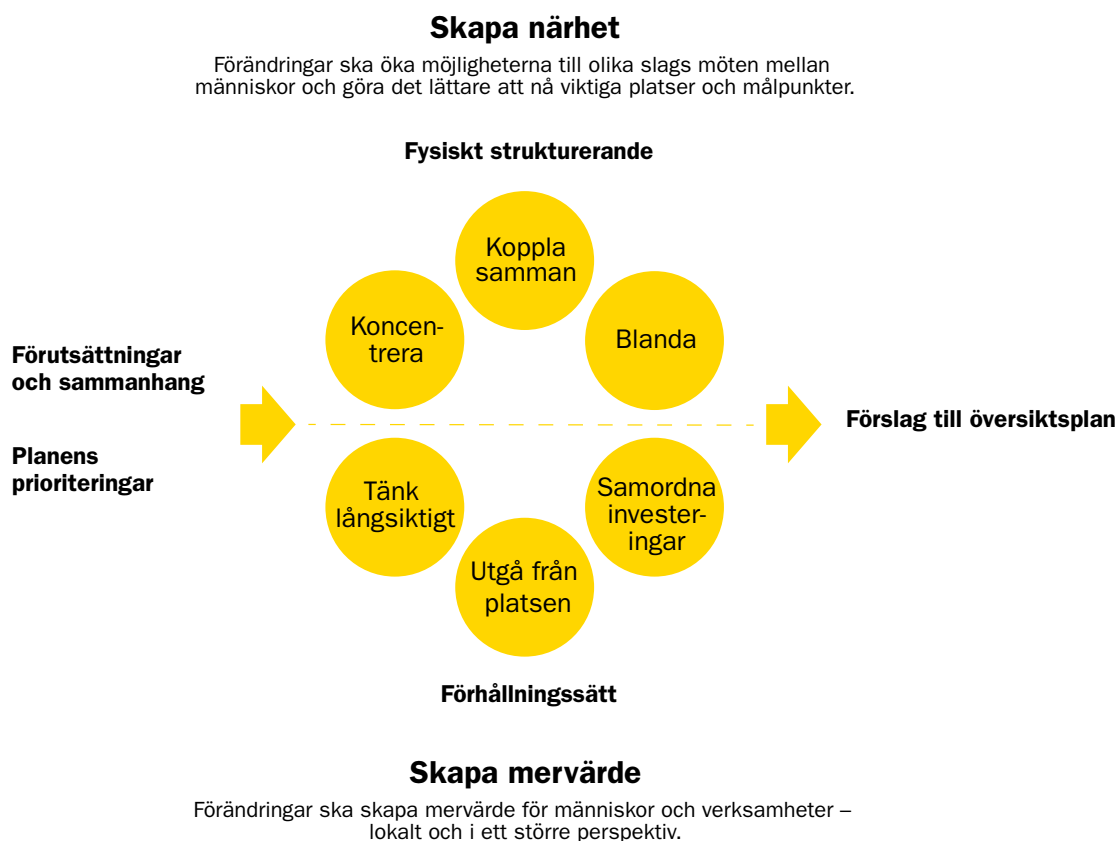 Skapa närhet
Förändringar ska öka möjligheterna till olika slags möten mellan
människor och göra det lättare att nå viktiga platser och målpunkter.
Fysiskt strukturerande
Koppla
samman
Koncen-
trera
Blanda
Förutsättningar
och sammanhang
Planens
prioriteringar
Förslag till översiktsplan
Tänk
långsiktigt
Utgå från
platsen
Samordna
invester-
ingar
Förhållningssätt
Skapa mervärde
Förändringar ska skapa mervärde för människor och verksamheter –
lokalt och i ett större perspektiv.